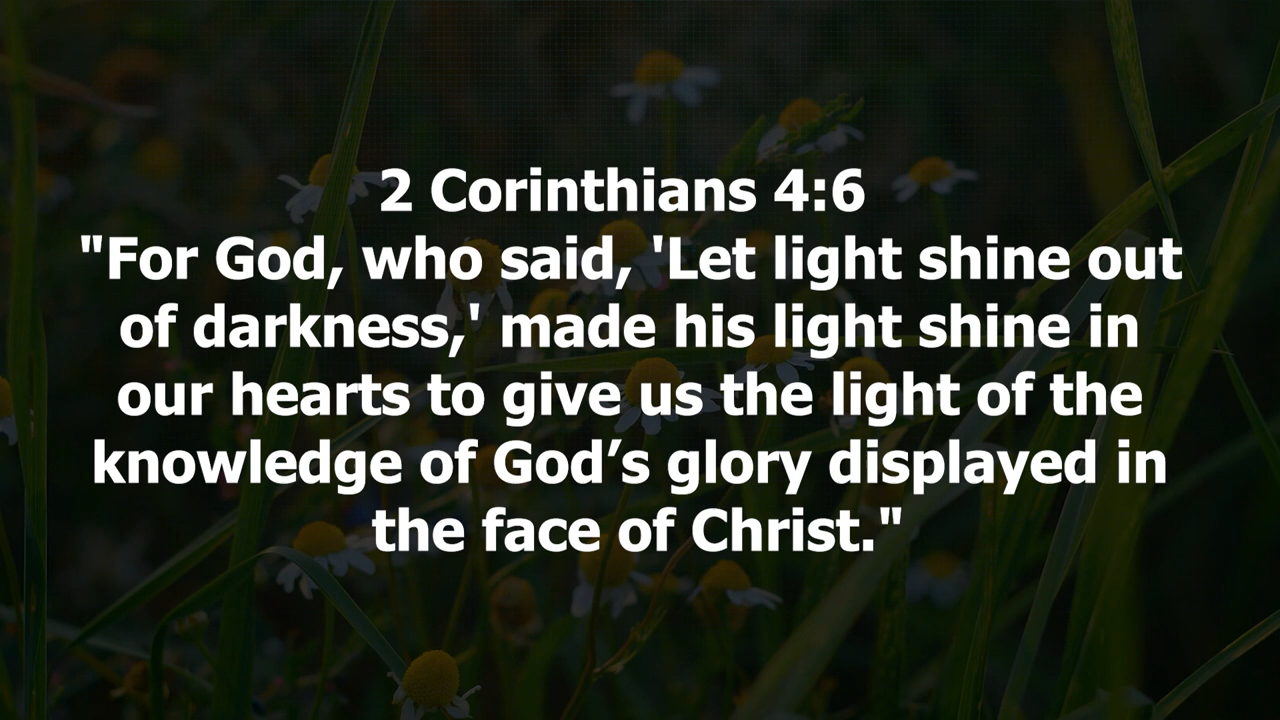 2 Corinthians 4:6
"For God, who said, 'Let light shine out
of darkness,' made his light shine in
our hearts to give us the light of the
knowledge of God’s glory displayed in
the face of Christ."